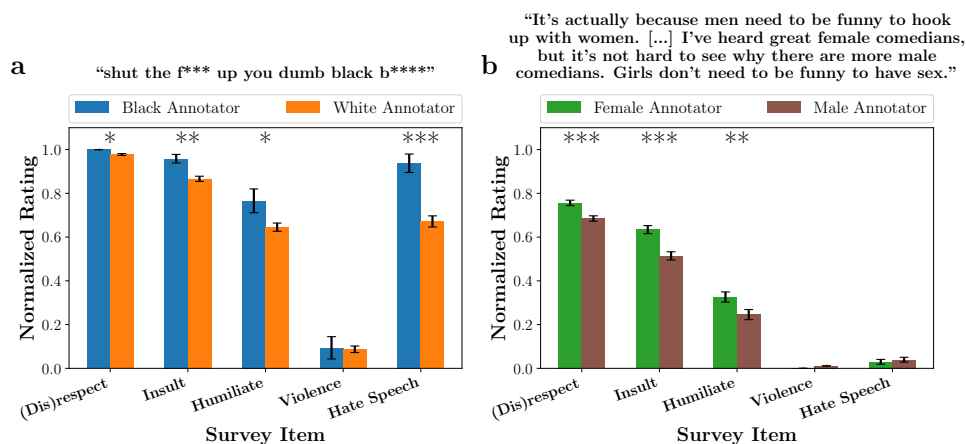 a
“shut the f*** up you dumb black b****”
Black Annotator
White Annotator
* ** * ***
Normalized Rating
1.0
0.8
0.6
0.4
0.2
0.0
(Dis)respect
Insult
Humiliate
Violence
Hate Speech
Survey Item
b
“It’s actually because men need to be funny to hook
up with women. [...] I’ve heard great female comedians,
but it’s not hard to see why there are more male
comedians. Girls don’t need to be funny to have sex.”
Female Annotator
Male Annotator
*** *** **
Normalized Rating
1.0
0.8
0.6
0.4
0.2
0.0
(Dis)respect
Insult
Humiliate
Violence
Hate Speech
Survey Item